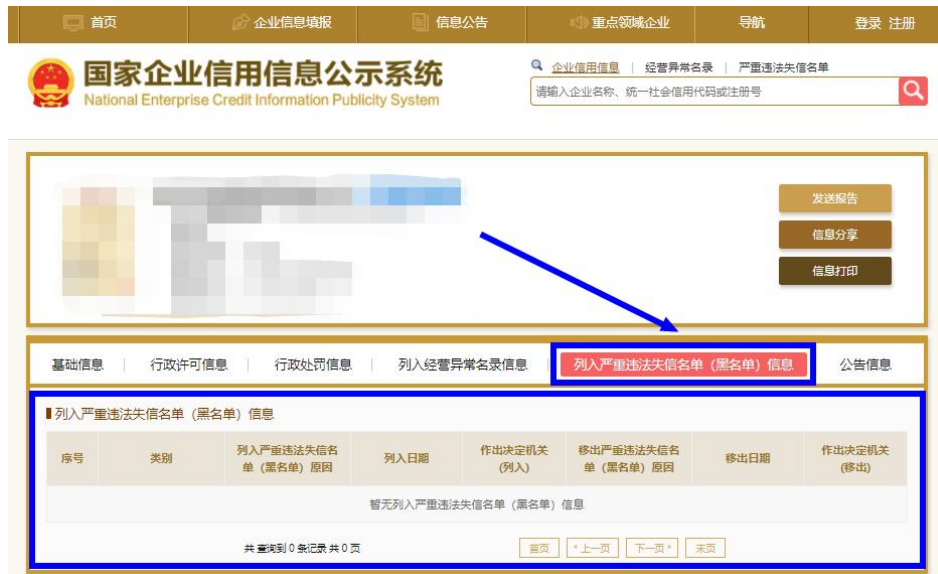 首页 企业信息填报 信息公告 重点领域企业 导航 登录 注册
国家企业信用信息公示系统
National Enterprise Credit Information Publicity System
企业信用信息 | 经营异常名录 | 严重违法失信名单
请输入企业名称、统一社会信用代码或注册号
发送报告
信息分享
信息打印
基础信息 | 行政许可信息 | 行政处罚信息 | 列入经营异常名录信息 | 列入严重违法失信名单（黑名单）信息 公告信息
列入严重违法失信名单（黑名单）信息
序号 类别 列入严重违法失信名单（黑名单）原因 列入日期 作出决定机关(列入) 移出严重违法失信名单（黑名单）原因 移出日期 作出决定机关(移出)
暂无列入严重违法失信名单（黑名单）信息
共 查询到 0 条记录 共 0 页 首页 * 上一页 下一页 * 末页